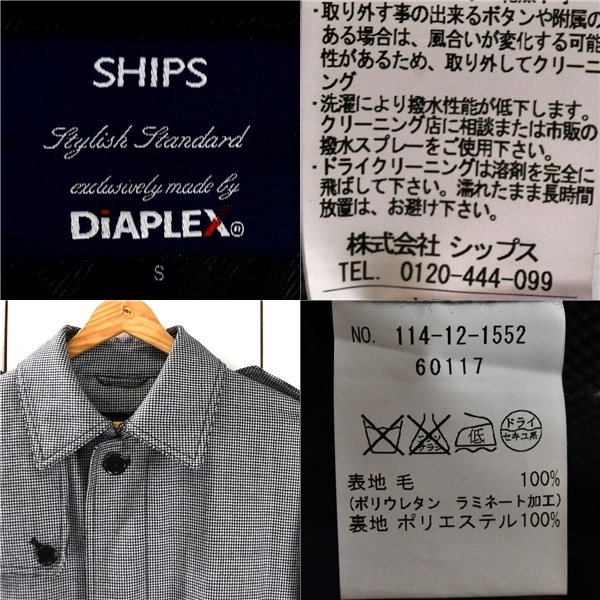 SHIPS
Stylish Standard
exclusively made by
DiAPLEX
S
・取り外す事の出来るボタンや附属の
ある場合は、風合いが変化する可能
性があるため、取り外してクリーニ
ング
・洗濯により撥水性能が低下します。
クリーニング店に相談または市販の
撥水スプレーをご使用下さい。
・ドライクリーニングは溶剤を完全に
飛ばして下さい。濡れたまま長時間
放置は、お避け下さい。
株式会社 シップス
TEL. 0120-444-099
NO. 114-12-1552
60117
エンソサラシ 低 ドライ
セキユ系
表地 毛 100%
(ポリウレタン ラミネート加工)
裏地 ポリエステル100%